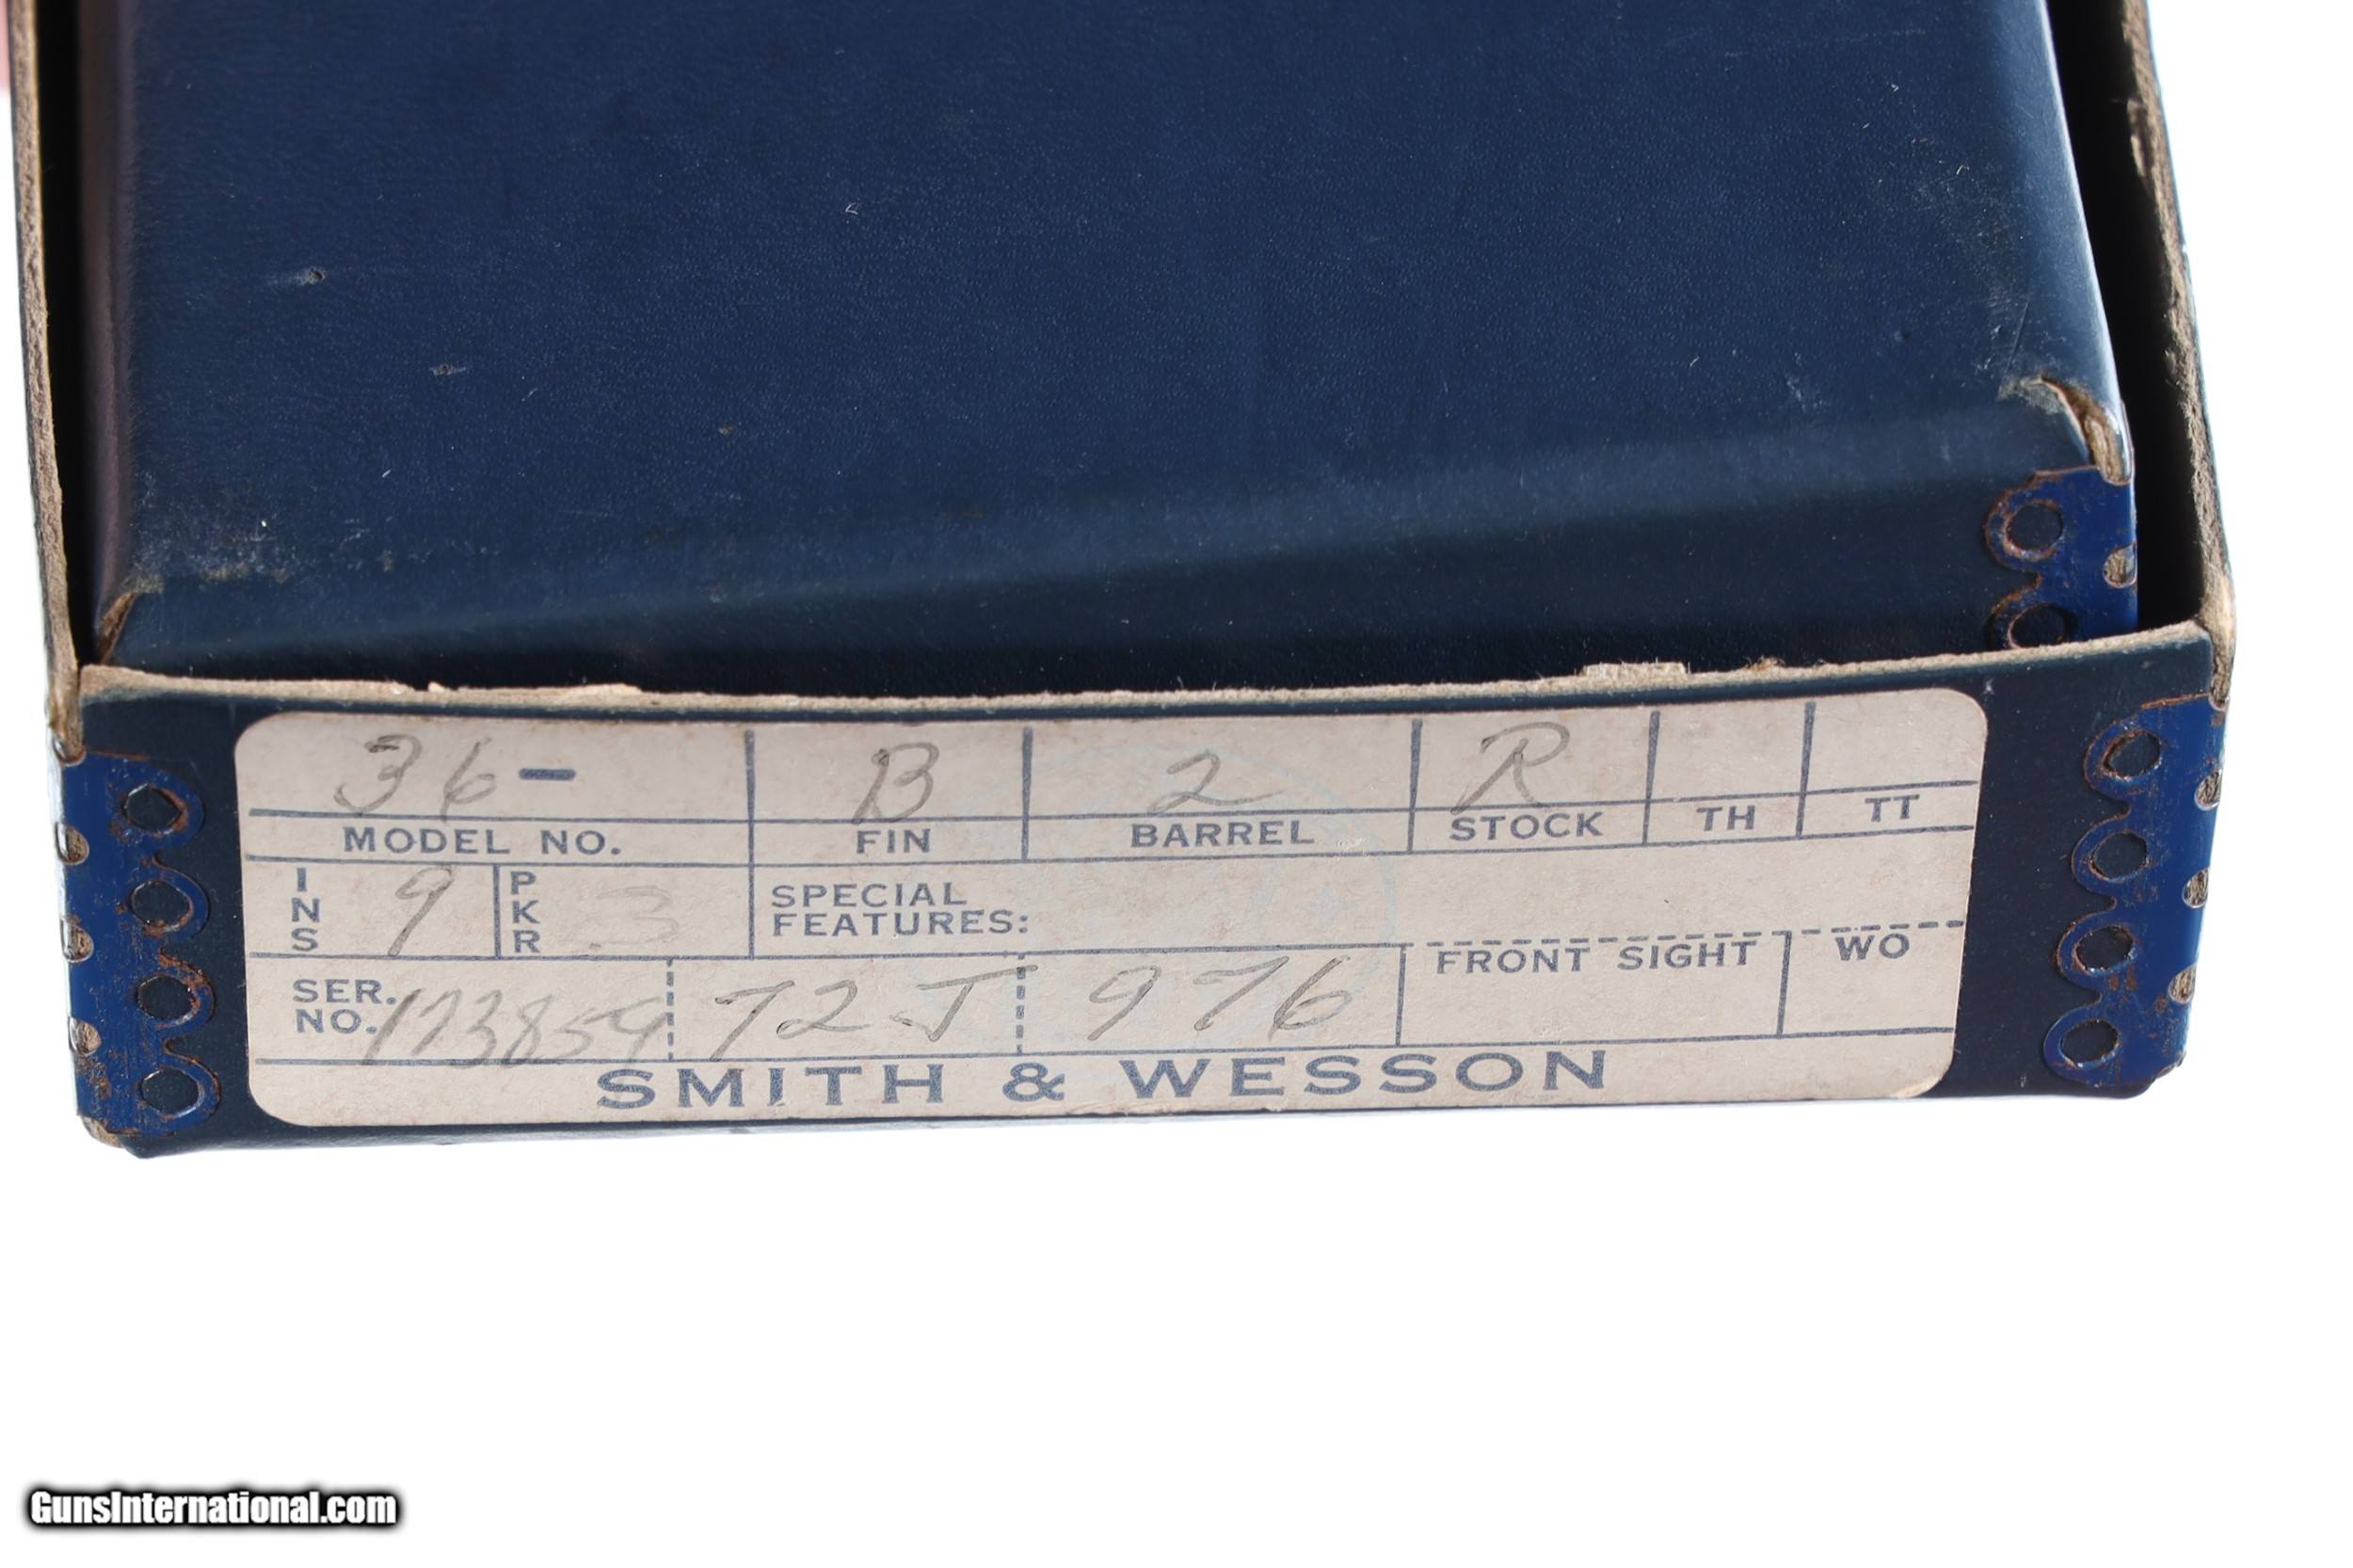 36- B 2 R
MODEL NO. FIN BARREL STOCK TH TT
INS 9 PKR 3 SPECIAL FEATURES:
FRONT SIGHT WO
SER. NO. 173854 72J 976
SMITH & WESSON
GunsInternational.com